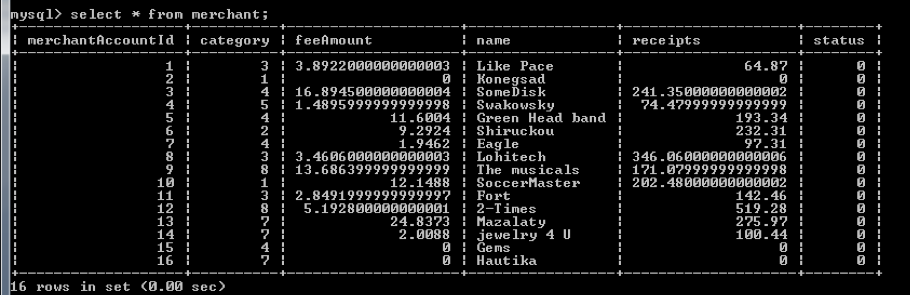 mysql> select * from merchant;
| merchantAccountId | category | feeAmount | name | receipts | status |
| 1 | 3 | 3.8922000000000003 | Like Pace | 64.87 | 0 |
| 2 | 1 | 0 | Konegsad | 0 | 0 |
| 3 | 4 | 16.894500000000004 | SomeDisk | 241.35000000000002 | 0 |
| 4 | 5 | 1.4895999999999998 | Swakowsky | 74.47999999999999 | 0 |
| 5 | 4 | 11.6004 | Green Head band | 193.34 | 0 |
| 6 | 2 | 9.2924 | Shiruckou | 232.31 | 0 |
| 7 | 4 | 1.9462 | Eagle | 97.31 | 0 |
| 8 | 3 | 3.4606000000000003 | Lohitech | 346.06000000000006 | 0 |
| 9 | 8 | 13.686399999999999 | The musicals | 171.07999999999998 | 0 |
| 10 | 1 | 12.1488 | SoccerMaster | 202.48000000000002 | 0 |
| 11 | 3 | 2.8491999999999997 | Fort | 142.46 | 0 |
| 12 | 8 | 5.192800000000001 | 2-Times | 519.28 | 0 |
| 13 | 7 | 24.8373 | Mazalaty | 275.97 | 0 |
| 14 | 7 | 2.0088 | jewelry 4 U | 100.44 | 0 |
| 15 | 4 | 0 | Gems | 0 | 0 |
| 16 | 7 | 0 | Hautika | 0 | 0 |
16 rows in set (0.00 sec)